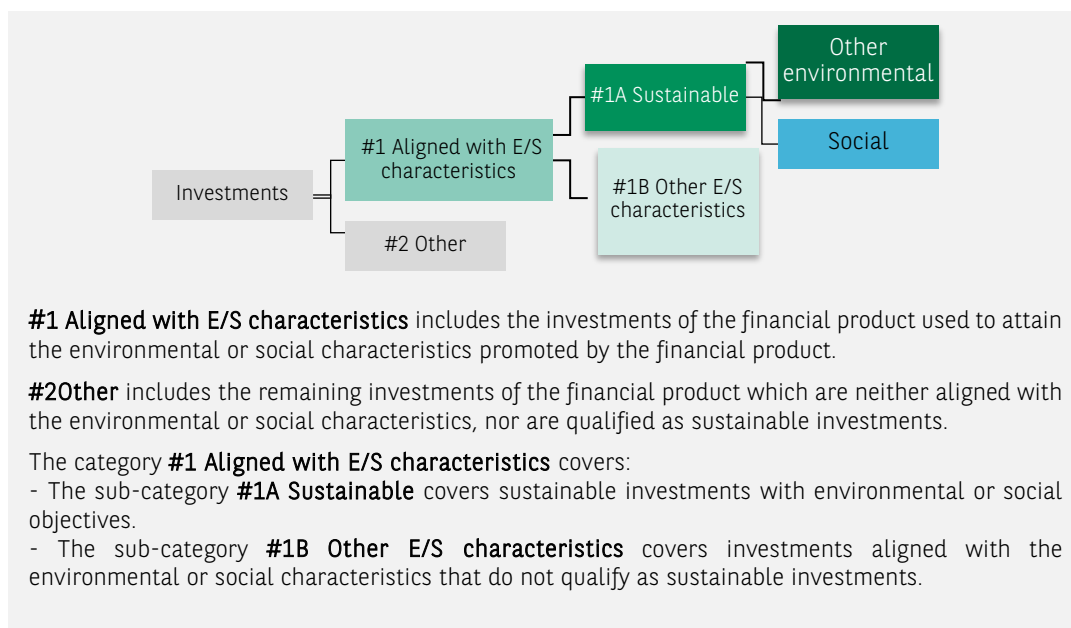 Other
environmental
#1A Sustainable
Social
#1 Aligned with E/S
characteristics
#1B Other E/S
characteristics
Investments
#2 Other
#1 Aligned with E/S characteristics includes the investments of the financial product used to attain
the environmental or social characteristics promoted by the financial product.
#2Other includes the remaining investments of the financial product which are neither aligned with
the environmental or social characteristics, nor are qualified as sustainable investments.
The category #1 Aligned with E/S characteristics covers:
- The sub-category #1A Sustainable covers sustainable investments with environmental or social
objectives.
- The sub-category #1B Other E/S characteristics covers investments aligned with the
environmental or social characteristics that do not qualify as sustainable investments.